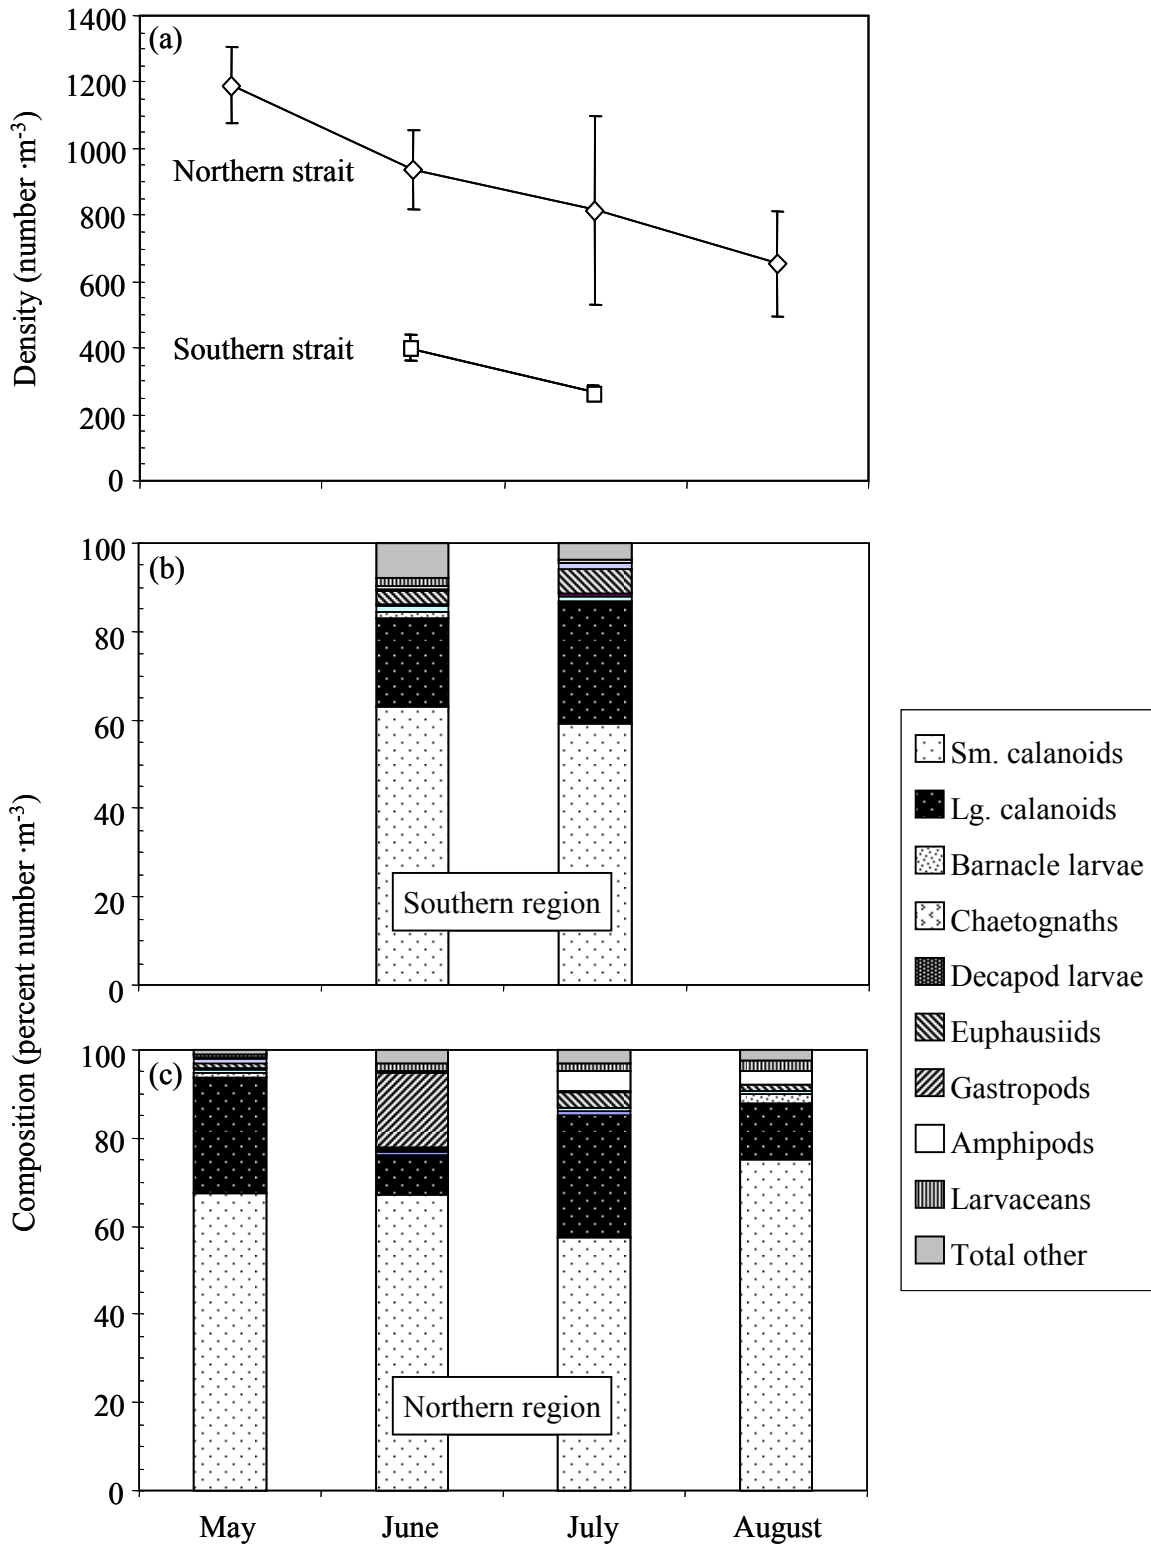 1400
1200
1000
800
600
400
200
0
Density (number ·m⁻³)
(a)
Northern strait
Southern strait
100
80
60
40
20
0
(b)
Southern region
Composition (percent number ·m⁻³)
100
80
60
40
20
0
(c)
Northern region
May June July August
Sm. calanoids
Lg. calanoids
Barnacle larvae
Chaetognaths
Decapod larvae
Euphausiids
Gastropods
Amphipods
Larvaceans
Total other